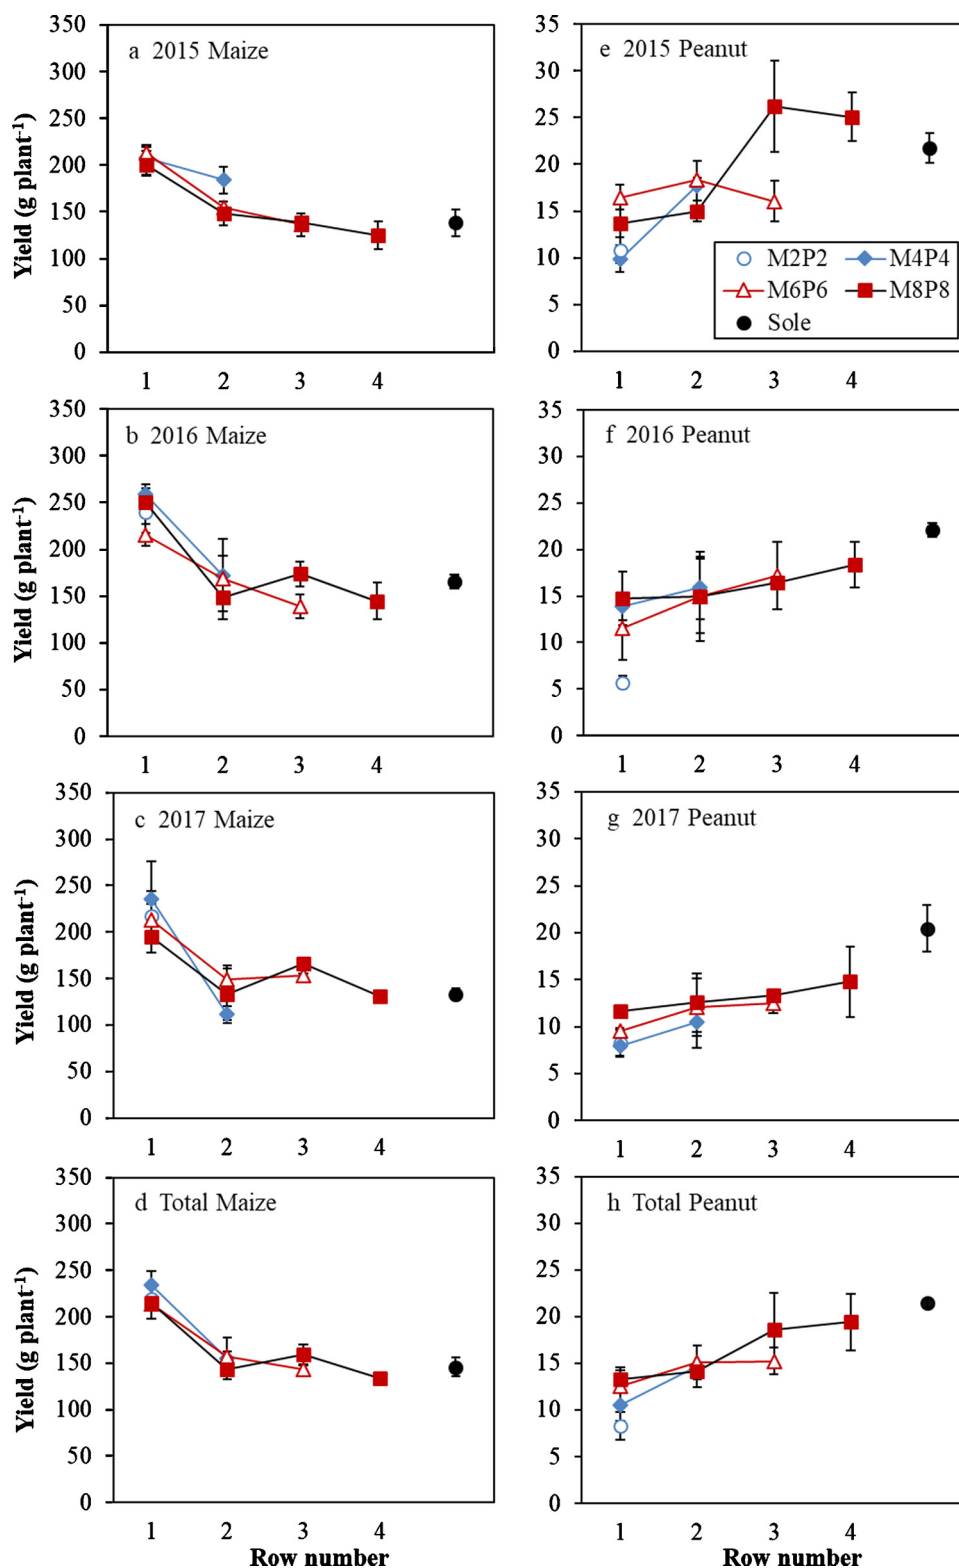 a 2015 Maize
Yield (g plant-1)
350
300
250
200
150
100
50
0
1 2 3 4
e 2015 Peanut
35
30
25
20
15
10
5
0
M2P2 M4P4
M6P6 M8P8
Sole
1 2 3 4
b 2016 Maize
Yield (g plant-1)
350
300
250
200
150
100
50
0
1 2 3 4
f 2016 Peanut
35
30
25
20
15
10
5
0
1 2 3 4
c 2017 Maize
Yield (g plant-1)
350
300
250
200
150
100
50
0
1 2 3 4
g 2017 Peanut
35
30
25
20
15
10
5
0
1 2 3 4
d Total Maize
Yield (g plant-1)
350
300
250
200
150
100
50
0
1 2 3 4
Row number
h Total Peanut
35
30
25
20
15
10
5
0
1 2 3 4
Row number